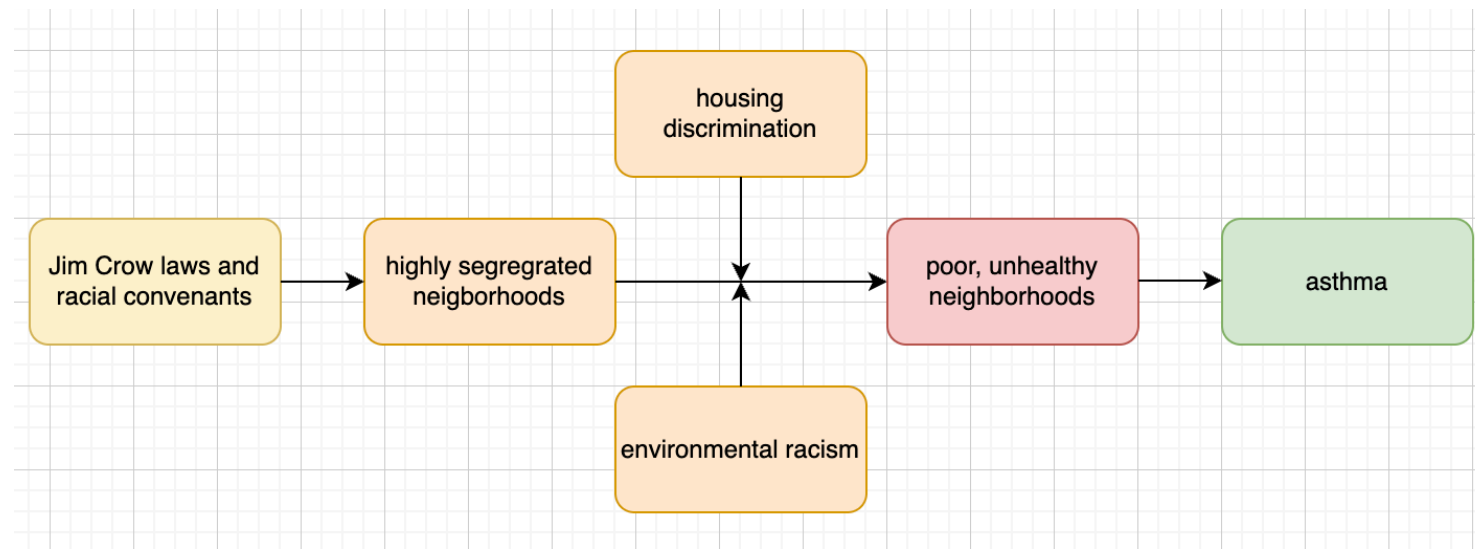 housing
discrimination
Jim Crow laws and
racial convenants
highly segregrated
neigborhoods
poor, unhealthy
neighborhoods
asthma
environmental racism